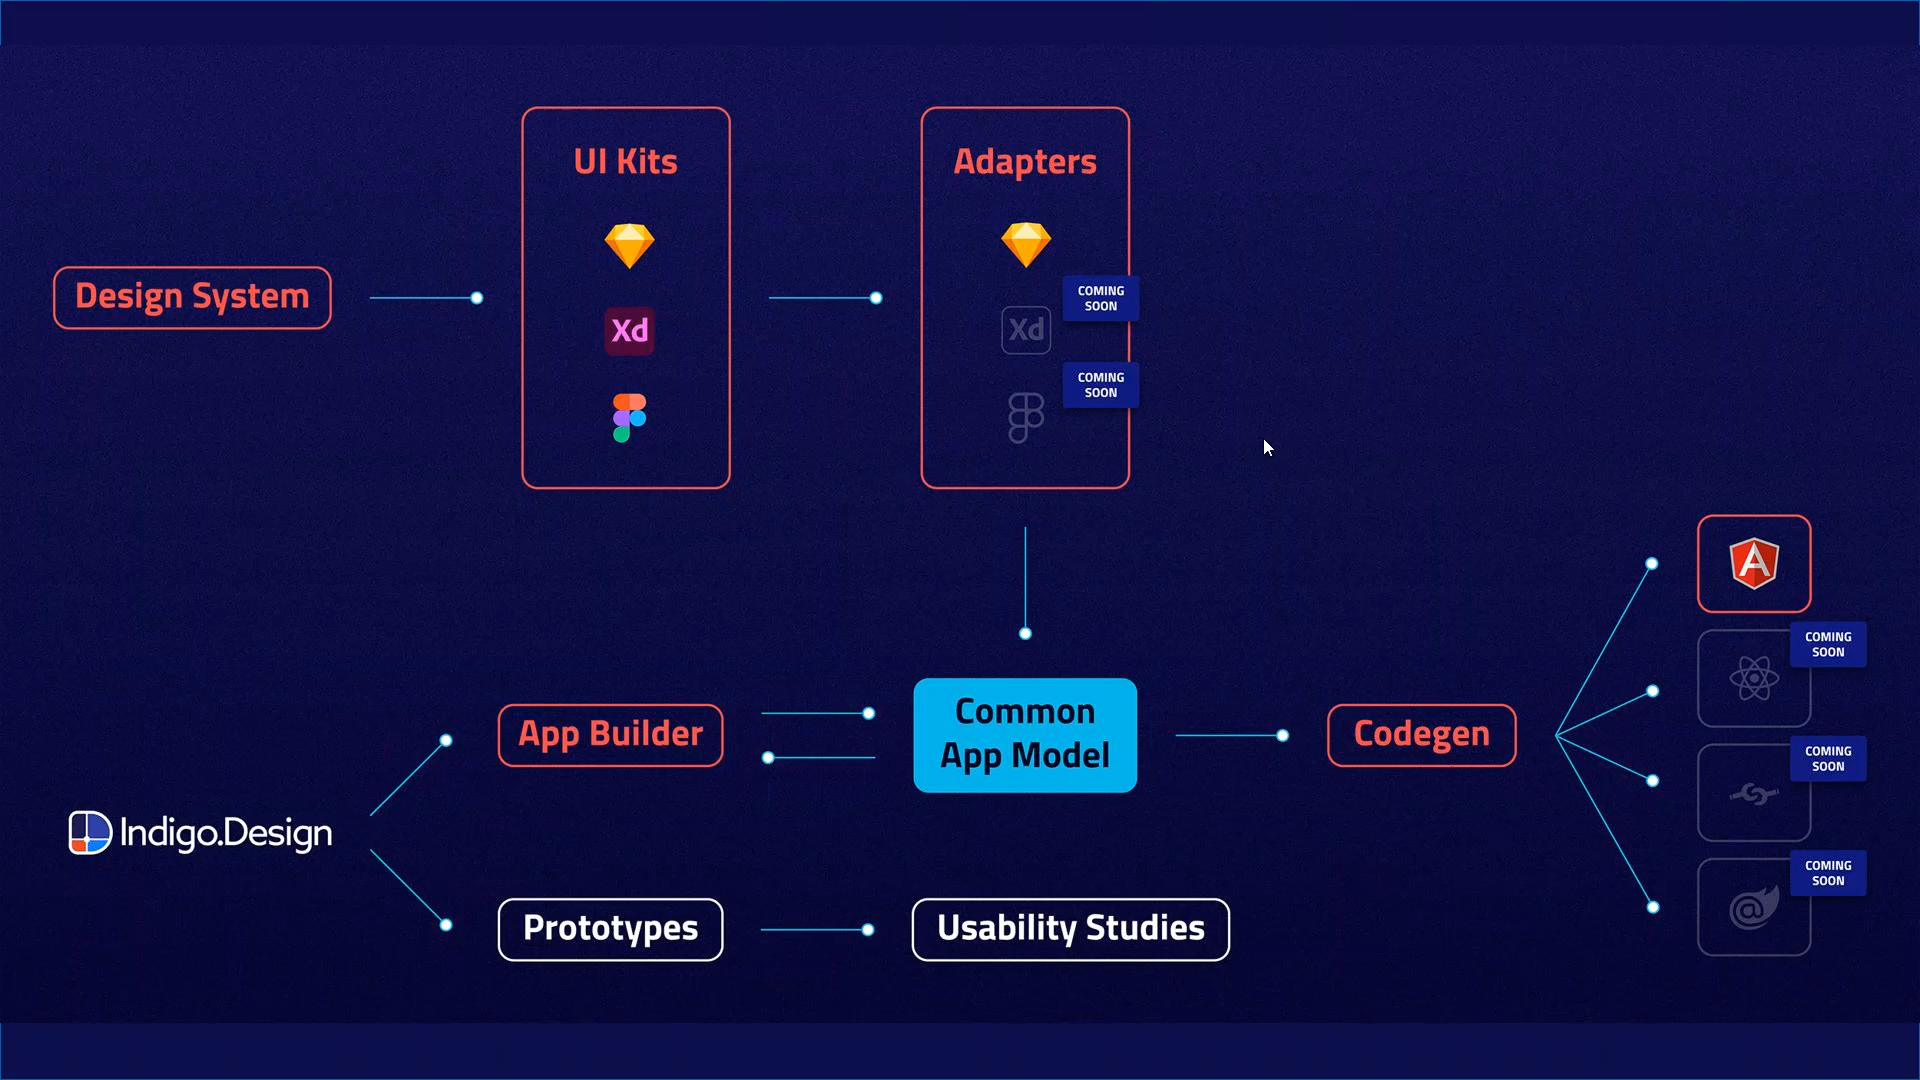 UI Kits
Adapters
Design System
Xd
Xd
COMING
SOON
COMING
SOON
App Builder
Common
App Model
Codegen
A
COMING
SOON
COMING
SOON
COMING
SOON
@
Indigo.Design
Prototypes
Usability Studies